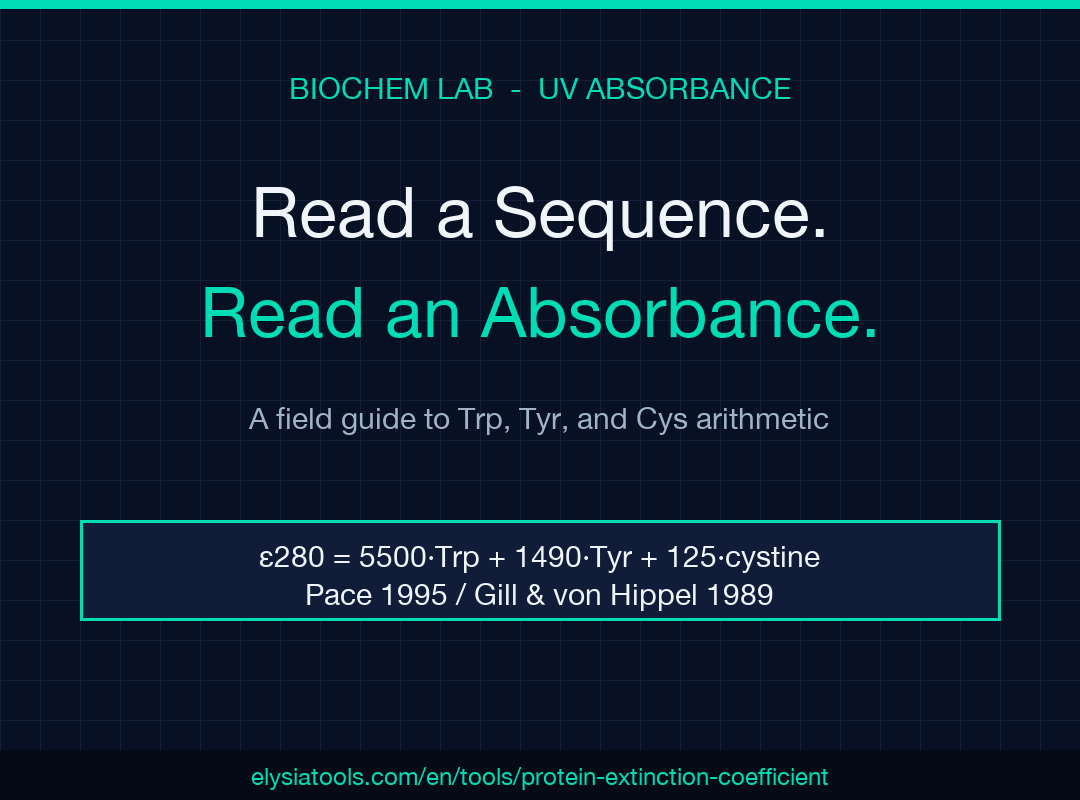 BIOCHEM LAB - UV ABSORBANCE
Read a Sequence.
Read an Absorbance.
A field guide to Trp, Tyr, and Cys arithmetic
ε280 = 5500·Trp + 1490·Tyr + 125·cystine
Pace 1995 / Gill & von Hippel 1989
elysiatools.com/en/tools/protein-extinction-coefficient